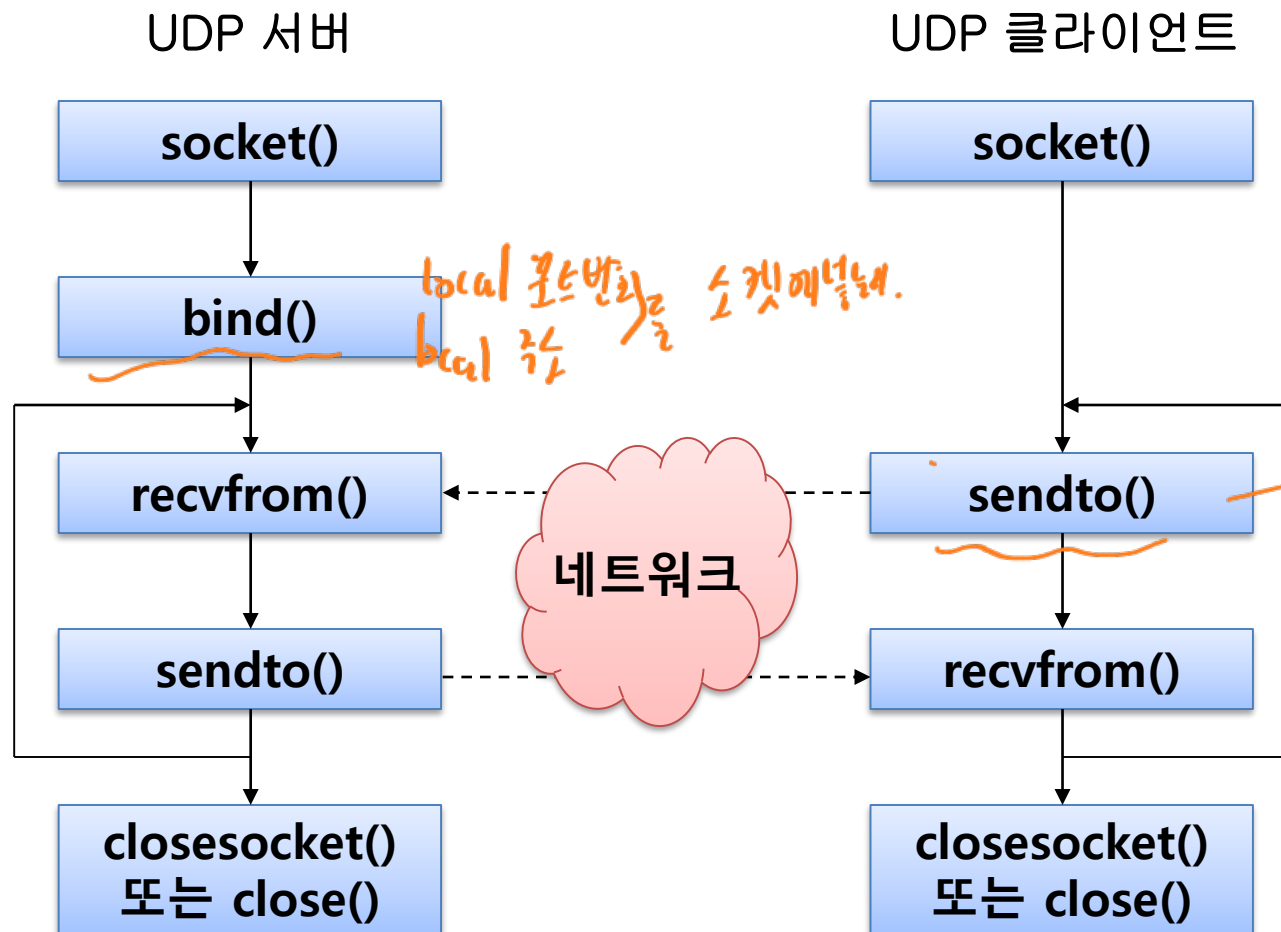 UDP 서버
UDP 클라이언트
socket()
socket()
bind()
local 포트번호를 소켓에 넣어.
local 주소
recvfrom()
sendto()
네트워크
sendto()
recvfrom()
closesocket()
또는 close()
closesocket()
또는 close()